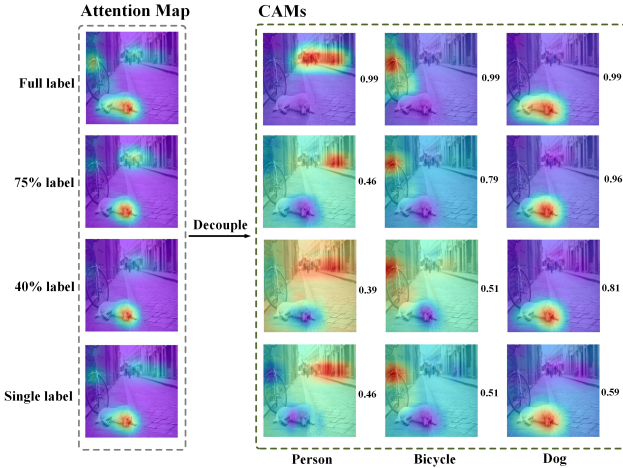 Attention Map
CAMs
Full label
0.99
0.99
0.99
75% label
0.46
0.79
0.96
Decouple
40% label
0.39
0.51
0.81
Single label
0.46
0.51
0.59
Person
Bicycle
Dog